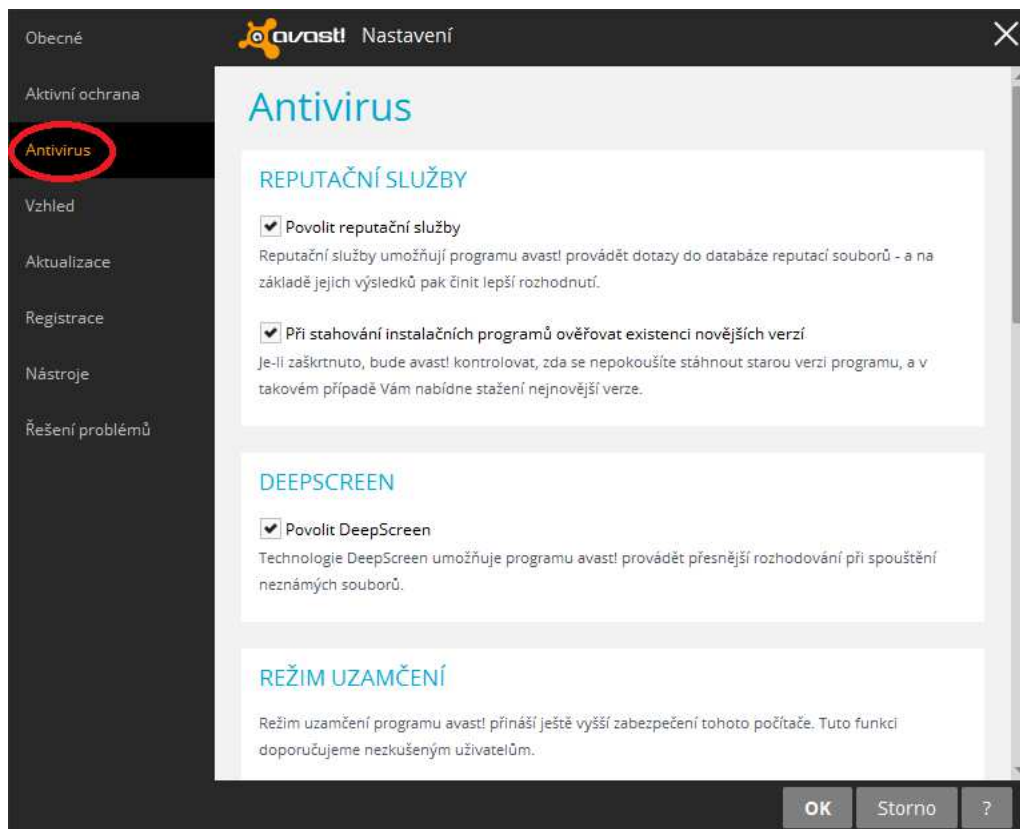 Obecné
Aktivní ochrana
Antivirus
Vzhled
Aktualizace
Registrace
Nástroje
Řešení problémů
avast! Nastavení
Antivirus
REPUTAČNÍ SLUŽBY
Povolit reputační služby
Reputační služby umožňují programu avast! provádět dotazy do databáze reputací souborů - a na
základě jejich výsledků pak činit lepší rozhodnutí.
Při stahování instalačních programů ověřovat existenci novějších verzí
Je-li zaškrtnuto, bude avast! kontrolovat, zda se nepokoušíte stáhnout starou verzi programu, a v
takovém případě Vám nabídne stažení nejnovější verze.
DEEPSCREEN
Povolit DeepScreen
Technologie DeepScreen umožňuje programu avast! provádět přesnější rozhodování při spouštění
neznámých souborů.
REŽIM UZAMČENÍ
Režim uzamčení programu avast! přináší ještě vyšší zabezpečení tohoto počítače. Tuto funkci
doporučujeme nezkušeným uživatelům.
OK Storno ?